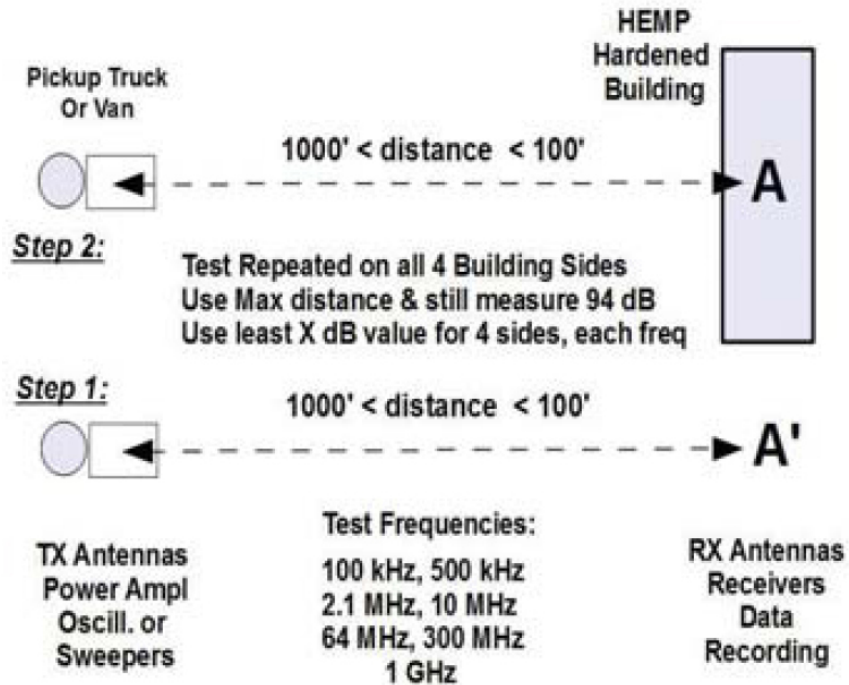 HEMP
Hardened
Building
Pickup Truck
Or Van
1000' < distance < 100'
A
Step 2:
Test Repeated on all 4 Building Sides
Use Max distance & still measure 94 dB
Use least X dB value for 4 sides, each freq
Step 1:
1000' < distance < 100'
A'
TX Antennas
Power Ampl
Oscill. or
Sweepers
Test Frequencies:
100 kHz, 500 kHz
2.1 MHz, 10 MHz
64 MHz, 300 MHz
1 GHz
RX Antennas
Receivers
Data
Recording